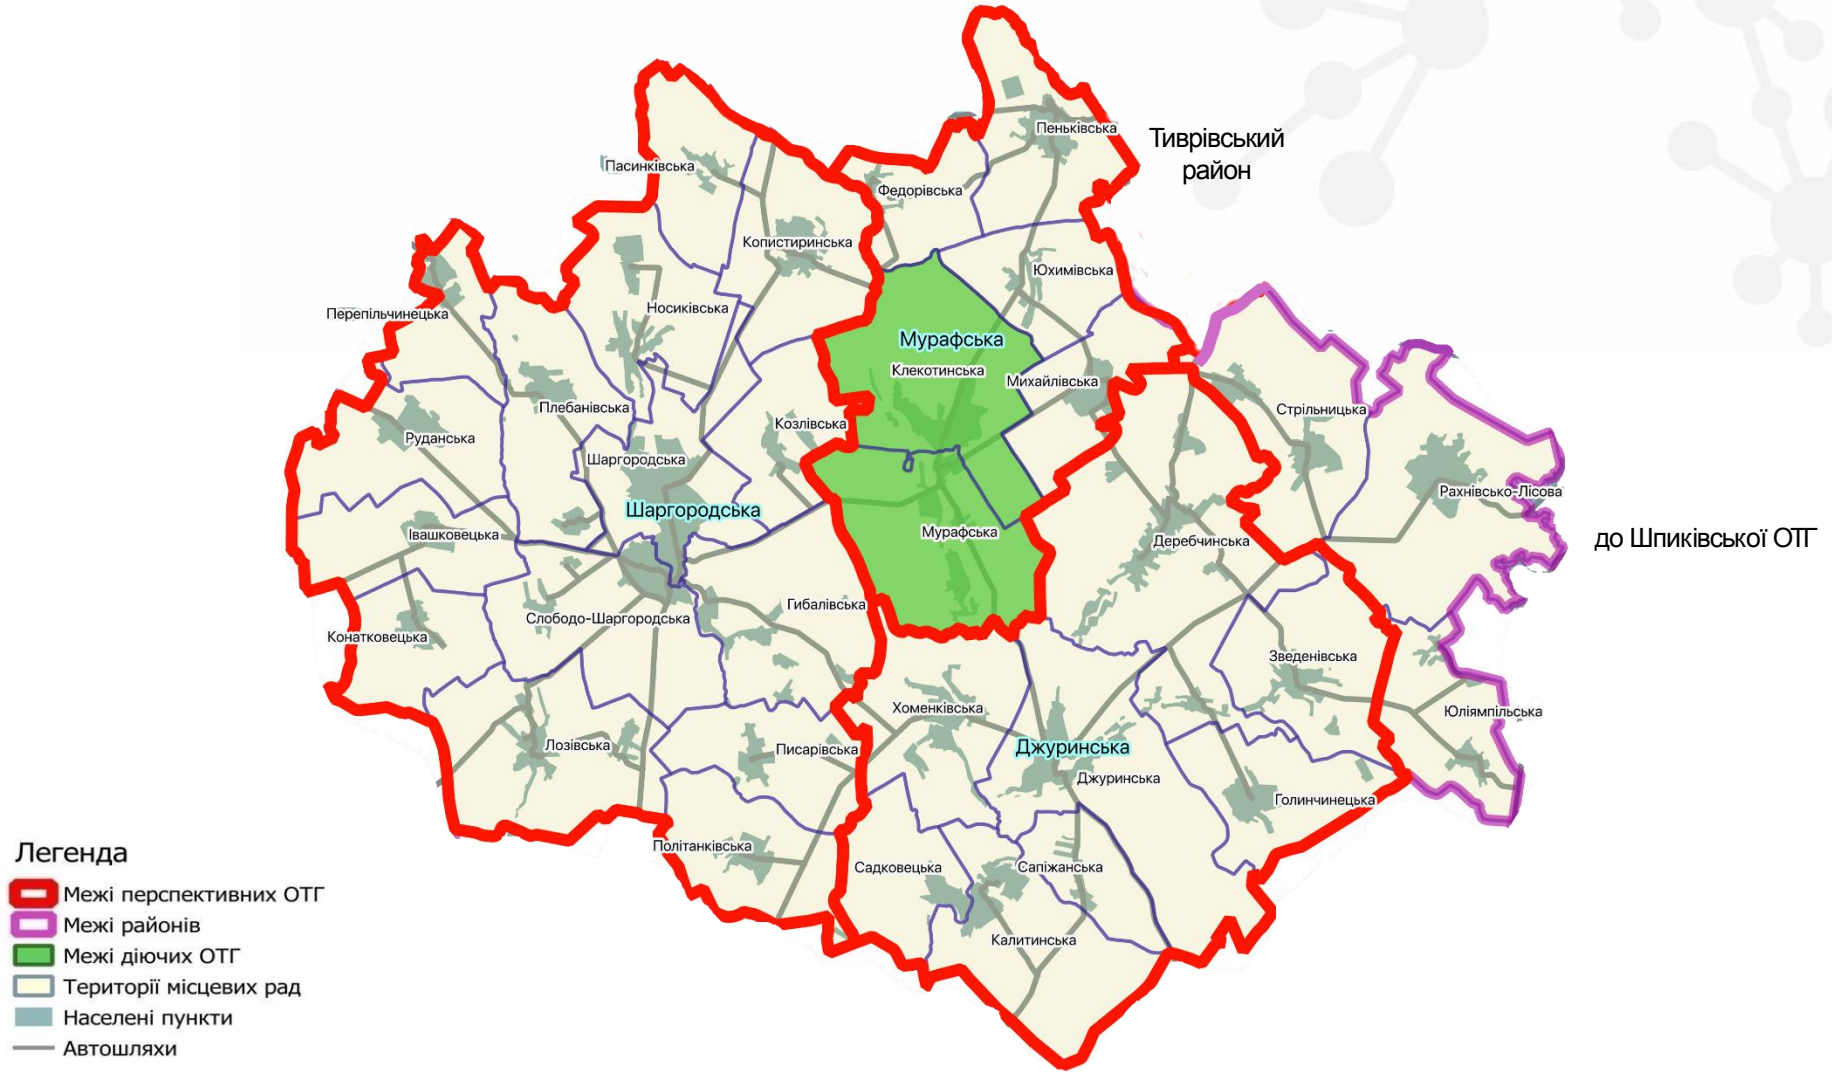 Пеньківська
Тиврівський
район
Пасинківська
Федорівська
Копистиринська
Юхимівська
Перепільчинецька
Носиківська
Мурафська
Клекотинська
Михайлівська
Плебанівська
Стрільницька
Козлівська
Руданська
Шаргородська
Рахнівсько-Лісова
Шаргородська
Івашковецька
Мурафська
Деребчинська
до Шпиківської ОТГ
Гибалівська
Слободо-Шаргородська
Конатковецька
Зведенівська
Хоменківська
Юліямпільська
Лозівська
Писарівська
Джуринська
Джуринська
Голинчинецька
Політанківська
Садковецька
Сапіжанська
Калитинська
Легенда
Межі перспективних ОТГ
Межі районів
Межі діючих ОТГ
Території місцевих рад
Населені пункти
Автошляхи